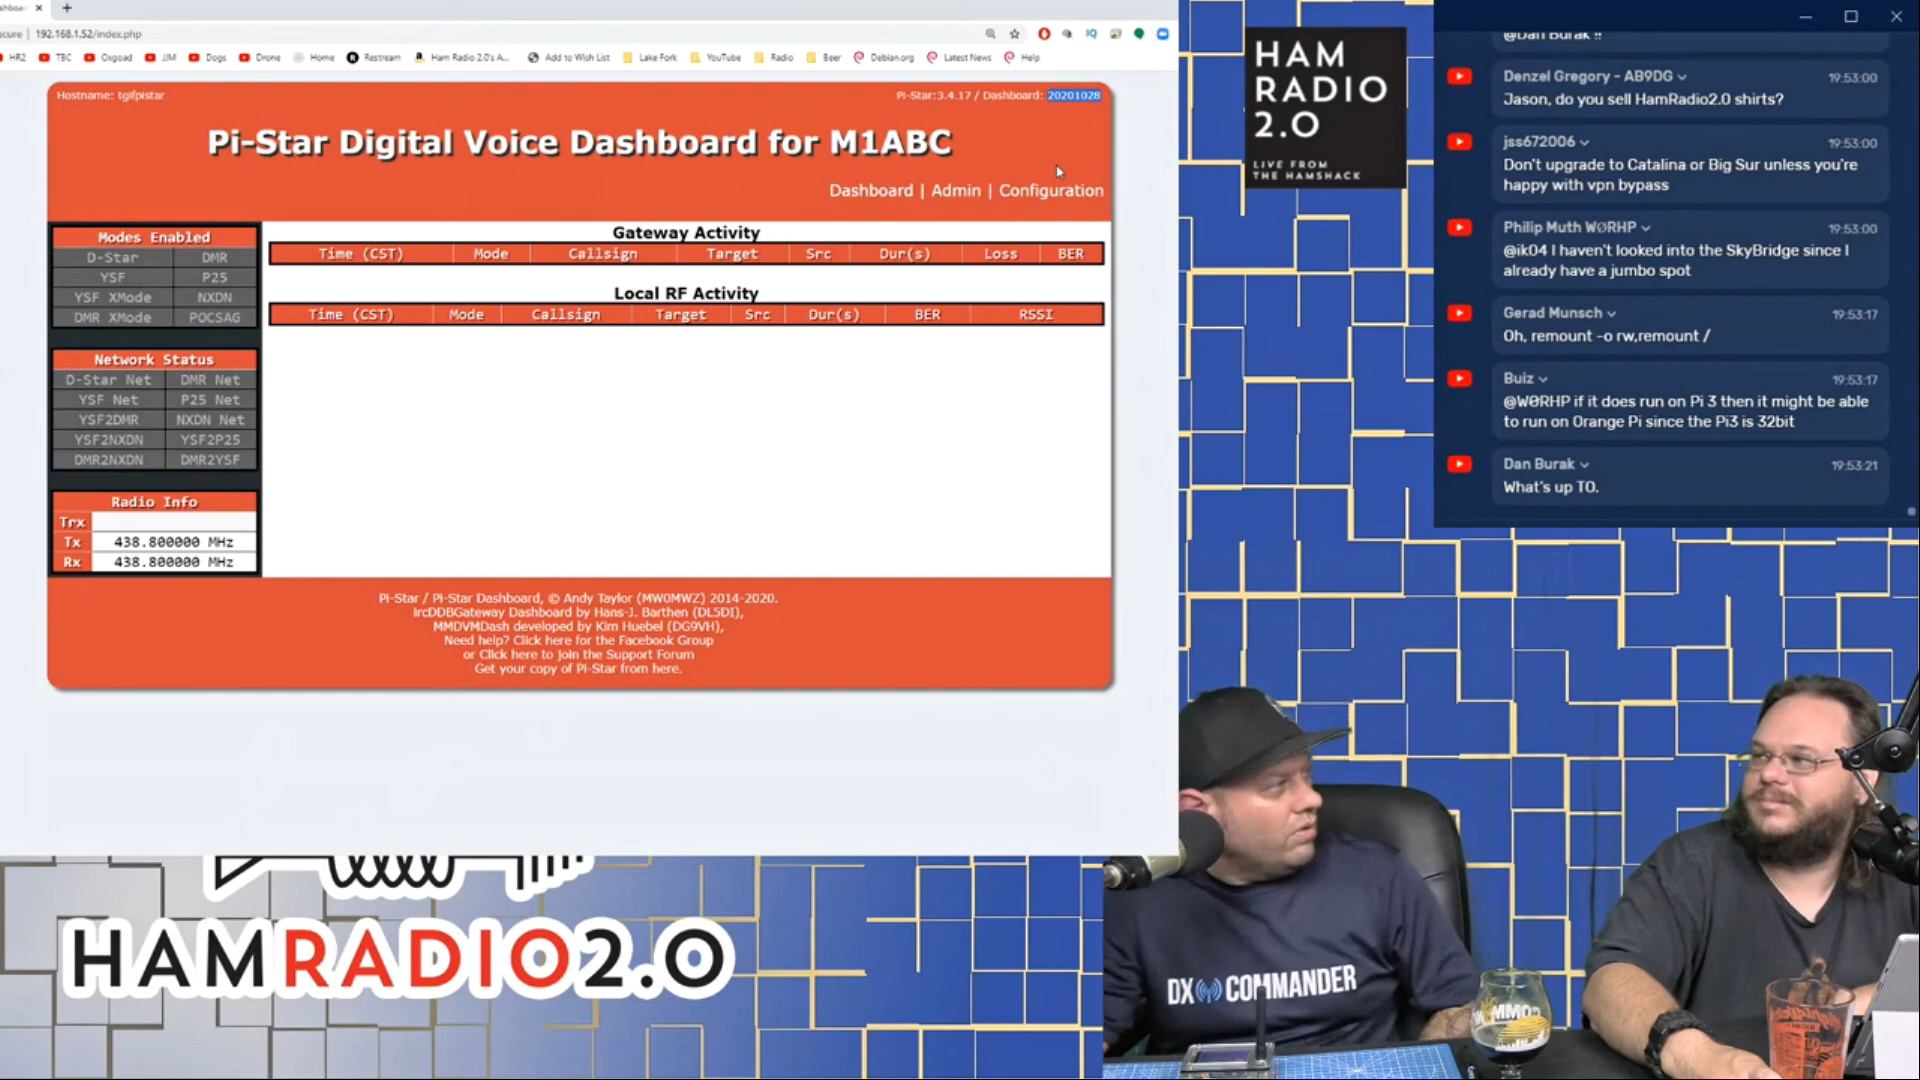 192.168.1.52/index.php
HR2
TBC
Oxgoad
JJM
Dogs
Drone
Home
Restream
Ham Radio 2.0's A...
Add to Wish List
Lake Fork
YouTube
Radio
Beer
Debian.org
Latest News
Help
Hostname: tgifpistar
Pi-Star:3.4.17 / Dashboard: 20201028
Pi-Star Digital Voice Dashboard for M1ABC
Dashboard | Admin | Configuration
Modes Enabled
D-Star DMR
YSF P25
YSF XMode NXDN
DMR XMode POCSAG
Network Status
D-Star Net DMR Net
YSF Net P25 Net
YSF2DMR NXDN Net
YSF2NXDN YSF2P25
DMR2NXDN DMR2YSF
Radio Info
Trx
Tx 438.800000 MHz
Rx 438.800000 MHz
Gateway Activity
Time (CST) Mode Callsign Target Src Dur(s) Loss BER
Local RF Activity
Time (CST) Mode Callsign Target Src Dur(s) BER RSSI
Pi-Star / Pi-Star Dashboard, © Andy Taylor (MW0MWZ) 2014-2020.
ircDDBGateway Dashboard by Hans-J. Barthen (DL5DI),
MMDVMDash developed by Kim Huebel (DG9VH),
Need help? Click here for the Facebook Group
or Click here to join the Support Forum
Get your copy of Pi-Star from here.
HAM
RADIO
2.0
LIVE FROM
THE HAMSHACK
@Dan Burak !!
Denzel Gregory - AB9DG 19:53:00
Jason, do you sell HamRadio2.0 shirts?
jss672006 19:53:00
Don't upgrade to Catalina or Big Sur unless you're
happy with vpn bypass
Philip Muth WØRHP 19:53:00
@ik04 I haven't looked into the SkyBridge since I
already have a jumbo spot
Gerad Munsch 19:53:17
Oh, remount -o rw,remount /
Buiz 19:53:17
@WØRHP if it does run on Pi 3 then it might be able
to run on Orange Pi since the Pi3 is 32bit
Dan Burak 19:53:21
What's up TO.
HAMRADIO2.0
DX COMMANDER